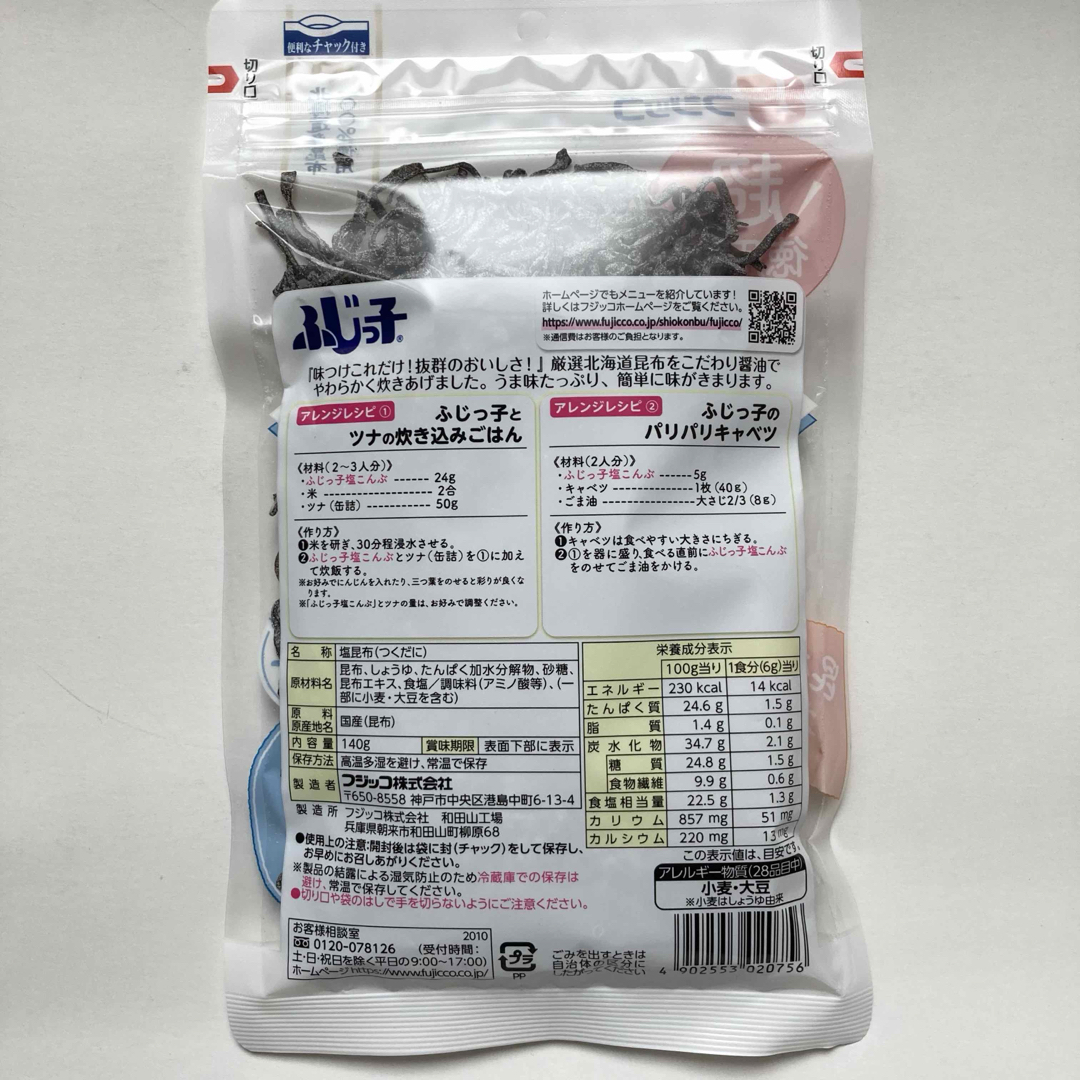 便利なチャック付き
切り口
切り口
ふじっ子®
ホームページでもメニューを紹介しています!
詳しくはフジッコホームページをご覧ください。
https://www.fujicco.co.jp/shiokonbu/fujicco/
※通信費はお客様のご負担となります。
『味つけこれだけ!抜群のおいしさ!』厳選北海道昆布をこだわり醤油で
やわらかく炊きあげました。うま味たっぷり、簡単に味がきまります。
アレンジレシピ①
ふじっ子と
ツナの炊き込みごはん
《材料(2〜3人分)》
・ふじっ子塩こんぶ ------ 24g
・米 ------------------ 2合
・ツナ(缶詰) ----------- 50g
《作り方》
❶米を研ぎ、30分程浸水させる。
❷ふじっ子塩こんぶとツナ(缶詰)を①に加え
て炊飯する。
※お好みでにんじんを入れたり、三つ葉をのせると彩りが良くな
ります。
※「ふじっ子塩こんぶ」とツナの量は、お好みで調整ください。
アレンジレシピ②
ふじっ子の
パリパリキャベツ
《材料(2人分)》
・ふじっ子塩こんぶ ------5g
・キャベツ --------------1枚(40g)
・ごま油 ----------------大さじ2/3(8g)
《作り方》
❶キャベツは食べやすい大きさにちぎる。
❷①を器に盛り、食べる直前にふじっ子塩こんぶ
をのせてごま油をかける。
名称 塩昆布(つくだに)
原材料名 昆布、しょうゆ、たんぱく加水分解物、砂糖、
昆布エキス、食塩/調味料(アミノ酸等)、(一
部に小麦・大豆を含む)
原料原産地名 国産(昆布)
内容量 140g 賞味期限 表面下部に表示
保存方法 高温多湿を避け、常温で保存
製造者 フジッコ株式会社
〒650-8558 神戸市中央区港島中町6-13-4
製造所 フジッコ株式会社 和田山工場
兵庫県朝来市和田山町柳原68
●使用上の注意:開封後は袋に封(チャック)をして保存し、
お早めにお召しあがりください。
※製品の結露による湿気防止のため冷蔵庫での保存は
避け、常温で保存してください。
●切り口や袋のはしで手を切らないようにご注意ください。
栄養成分表示
100g当り 1食分(6g)当り
エネルギー 230 kcal 14 kcal
たんぱく質 24.6 g 1.5 g
脂質 1.4 g 0.1 g
炭水化物 34.7 g 2.1 g
糖質 24.8 g 1.5 g
食物繊維 9.9 g 0.6 g
食塩相当量 22.5 g 1.3 g
カリウム 857 mg 51 mg
カルシウム 220 mg 13 mg
この表示値は、目安です。
アレルギー物質(28品目中)
小麦・大豆
※小麦はしょうゆ由来
お客様相談室 2010
0120-078126 (受付時間:
土・日・祝日を除く平日の9:00〜17:00)
ホームページhttps://www.fujicco.co.jp/
プラ
PP
ごみを出すときは
自治体の区分に
したがってください
4 902553 020756